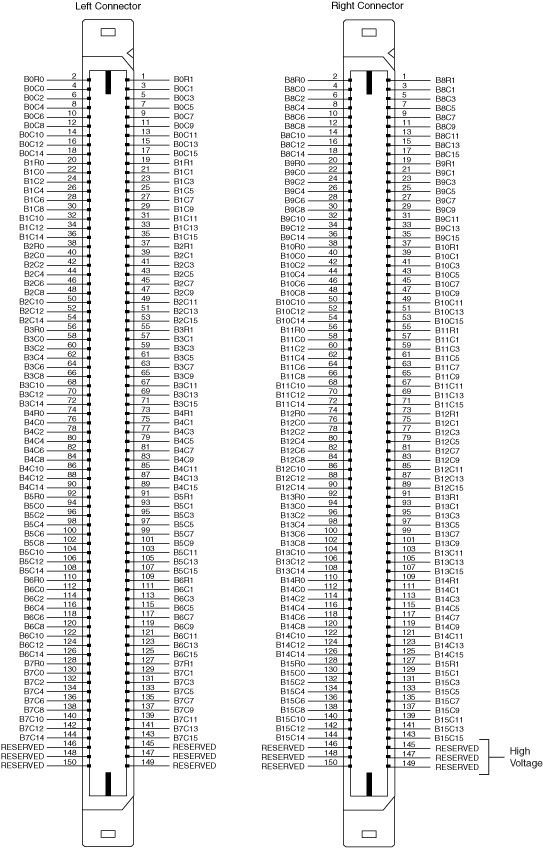 Left Connector
B0R0 2 1 B0R1
B0C0 4 3 B0C1
B0C2 6 5 B0C3
B0C4 8 7 B0C5
B0C6 10 9 B0C7
B0C8 12 11 B0C9
B0C10 14 13 B0C11
B0C12 16 15 B0C13
B0C14 18 17 B0C15
B1R0 20 19 B1R1
B1C0 22 21 B1C1
B1C2 24 23 B1C3
B1C4 26 25 B1C5
B1C6 28 27 B1C7
B1C8 30 29 B1C9
B1C10 32 31 B1C11
B1C12 34 33 B1C13
B1C14 36 35 B1C15
B2R0 38 37 B2R1
B2C0 40 39 B2C1
B2C2 42 41 B2C3
B2C4 44 43 B2C5
B2C6 46 45 B2C7
B2C8 48 47 B2C9
B2C10 50 49 B2C11
B2C12 52 51 B2C13
B2C14 54 53 B2C15
B3R0 56 55 B3R1
B3C0 58 57 B3C1
B3C2 60 59 B3C3
B3C4 62 61 B3C5
B3C6 64 63 B3C7
B3C8 66 65 B3C9
B3C10 68 67 B3C11
B3C12 70 69 B3C13
B3C14 72 71 B3C15
B4R0 74 73 B4R1
B4C0 76 75 B4C1
B4C2 78 77 B4C3
B4C4 80 79 B4C5
B4C6 82 81 B4C7
B4C8 84 83 B4C9
B4C10 86 85 B4C11
B4C12 88 87 B4C13
B4C14 90 89 B4C15
B5R0 92 91 B5R1
B5C0 94 93 B5C1
B5C2 96 95 B5C3
B5C4 98 97 B5C5
B5C6 100 99 B5C7
B5C8 102 101 B5C9
B5C10 104 103 B5C11
B5C12 106 105 B5C13
B5C14 108 107 B5C15
B6R0 110 109 B6R1
B6C0 112 111 B6C1
B6C2 114 113 B6C3
B6C4 116 115 B6C5
B6C6 118 117 B6C7
B6C8 120 119 B6C9
B6C10 122 121 B6C11
B6C12 124 123 B6C13
B6C14 126 125 B6C15
B7R0 128 127 B7R1
B7C0 130 129 B7C1
B7C2 132 131 B7C3
B7C4 134 133 B7C5
B7C6 136 135 B7C7
B7C8 138 137 B7C9
B7C10 140 139 B7C11
B7C12 142 141 B7C13
B7C14 144 143 B7C15
RESERVED 146 145 RESERVED
RESERVED 148 147 RESERVED
RESERVED 150 149 RESERVED
Right Connector
B8R0 2 1 B8R1
B8C0 4 3 B8C1
B8C2 6 5 B8C3
B8C4 8 7 B8C5
B8C6 10 9 B8C7
B8C8 12 11 B8C9
B8C10 14 13 B8C11
B8C12 16 15 B8C13
B8C14 18 17 B8C15
B9R0 20 19 B9R1
B9C0 22 21 B9C1
B9C2 24 23 B9C3
B9C4 26 25 B9C5
B9C6 28 27 B9C7
B9C8 30 29 B9C9
B9C10 32 31 B9C11
B9C12 34 33 B9C13
B9C14 36 35 B9C15
B10R0 38 37 B10R1
B10C0 40 39 B10C1
B10C2 42 41 B10C3
B10C4 44 43 B10C5
B10C6 46 45 B10C7
B10C8 48 47 B10C9
B10C10 50 49 B10C11
B10C12 52 51 B10C13
B10C14 54 53 B10C15
B11R0 56 55 B11R1
B11C0 58 57 B11C1
B11C2 60 59 B11C3
B11C4 62 61 B11C5
B11C6 64 63 B11C7
B11C8 66 65 B11C9
B11C10 68 67 B11C11
B11C12 70 69 B11C13
B11C14 72 71 B11C15
B12R0 74 73 B12R1
B12C0 76 75 B12C1
B12C2 78 77 B12C3
B12C4 80 79 B12C5
B12C6 82 81 B12C7
B12C8 84 83 B12C9
B12C10 86 85 B12C11
B12C12 88 87 B12C13
B12C14 90 89 B12C15
B13R0 92 91 B13R1
B13C0 94 93 B13C1
B13C2 96 95 B13C3
B13C4 98 97 B13C5
B13C6 100 99 B13C7
B13C8 102 101 B13C9
B13C10 104 103 B13C11
B13C12 106 105 B13C13
B13C14 108 107 B13C15
B14R0 110 109 B14R1
B14C0 112 111 B14C1
B14C2 114 113 B14C3
B14C4 116 115 B14C5
B14C6 118 117 B14C7
B14C8 120 119 B14C9
B14C10 122 121 B14C11
B14C12 124 123 B14C13
B14C14 126 125 B14C15
B15R0 128 127 B15R1
B15C0 130 129 B15C1
B15C2 132 131 B15C3
B15C4 134 133 B15C5
B15C6 136 135 B15C7
B15C8 138 137 B15C9
B15C10 140 139 B15C11
B15C12 142 141 B15C13
B15C14 144 143 B15C15
RESERVED 146 145 RESERVED
RESERVED 148 147 RESERVED
RESERVED 150 149 RESERVED
High
Voltage